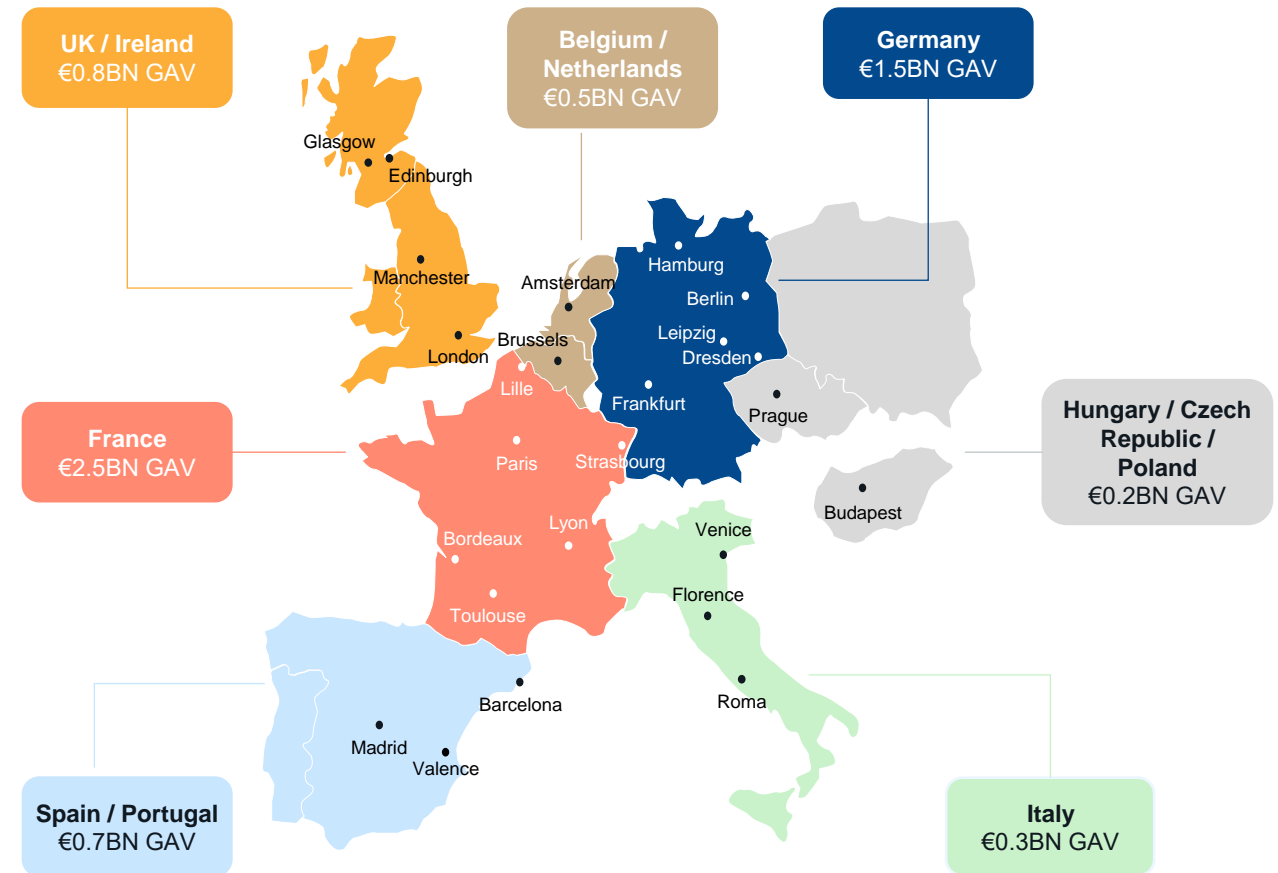 UK / Ireland
€0.8BN GAV
Belgium /
Netherlands
€0.5BN GAV
Germany
€1.5BN GAV
Glasgow
Edinburgh
Manchester
London
Amsterdam
Brussels
Hamburg
Berlin
Leipzig
Dresden
Frankfurt
Prague
Lille
Paris
Strasbourg
Lyon
Bordeaux
Toulouse
France
€2.5BN GAV
Hungary / Czech
Republic /
Poland
€0.2BN GAV
Budapest
Venice
Florence
Roma
Barcelona
Madrid
Valence
Spain / Portugal
€0.7BN GAV
Italy
€0.3BN GAV